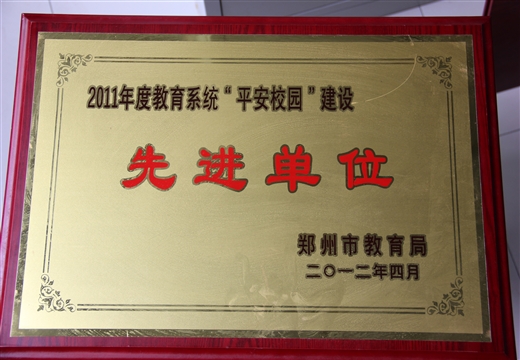 2011年度教育系统“平安校园”建设
先进单位
郑州市教育局
二〇一二年四月